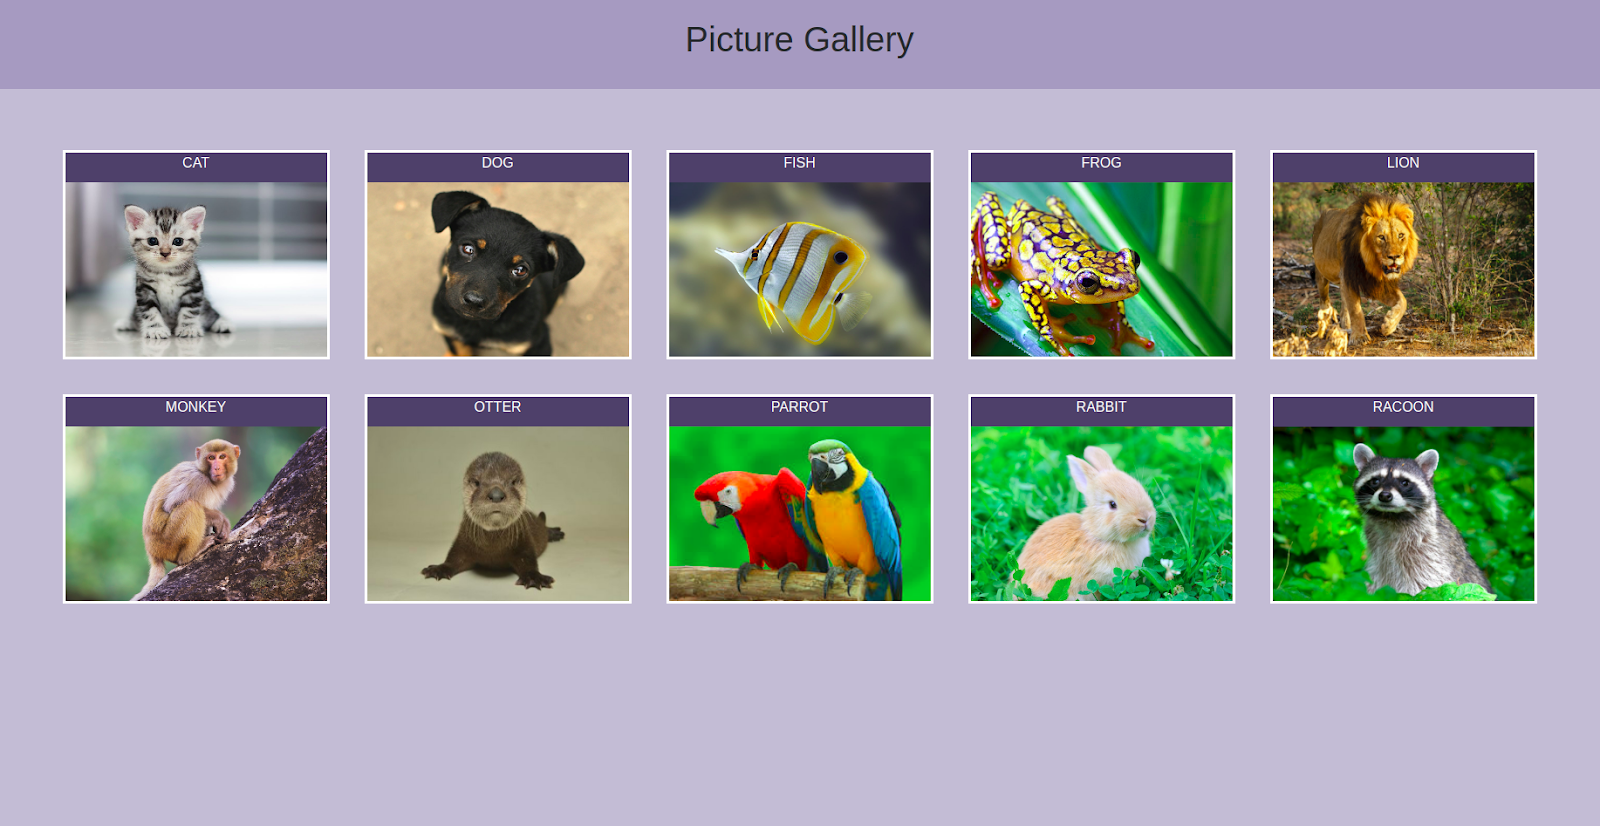 Picture Gallery
CAT
DOG
FISH
FROG
LION
MONKEY
OTTER
PARROT
RABBIT
RACOON